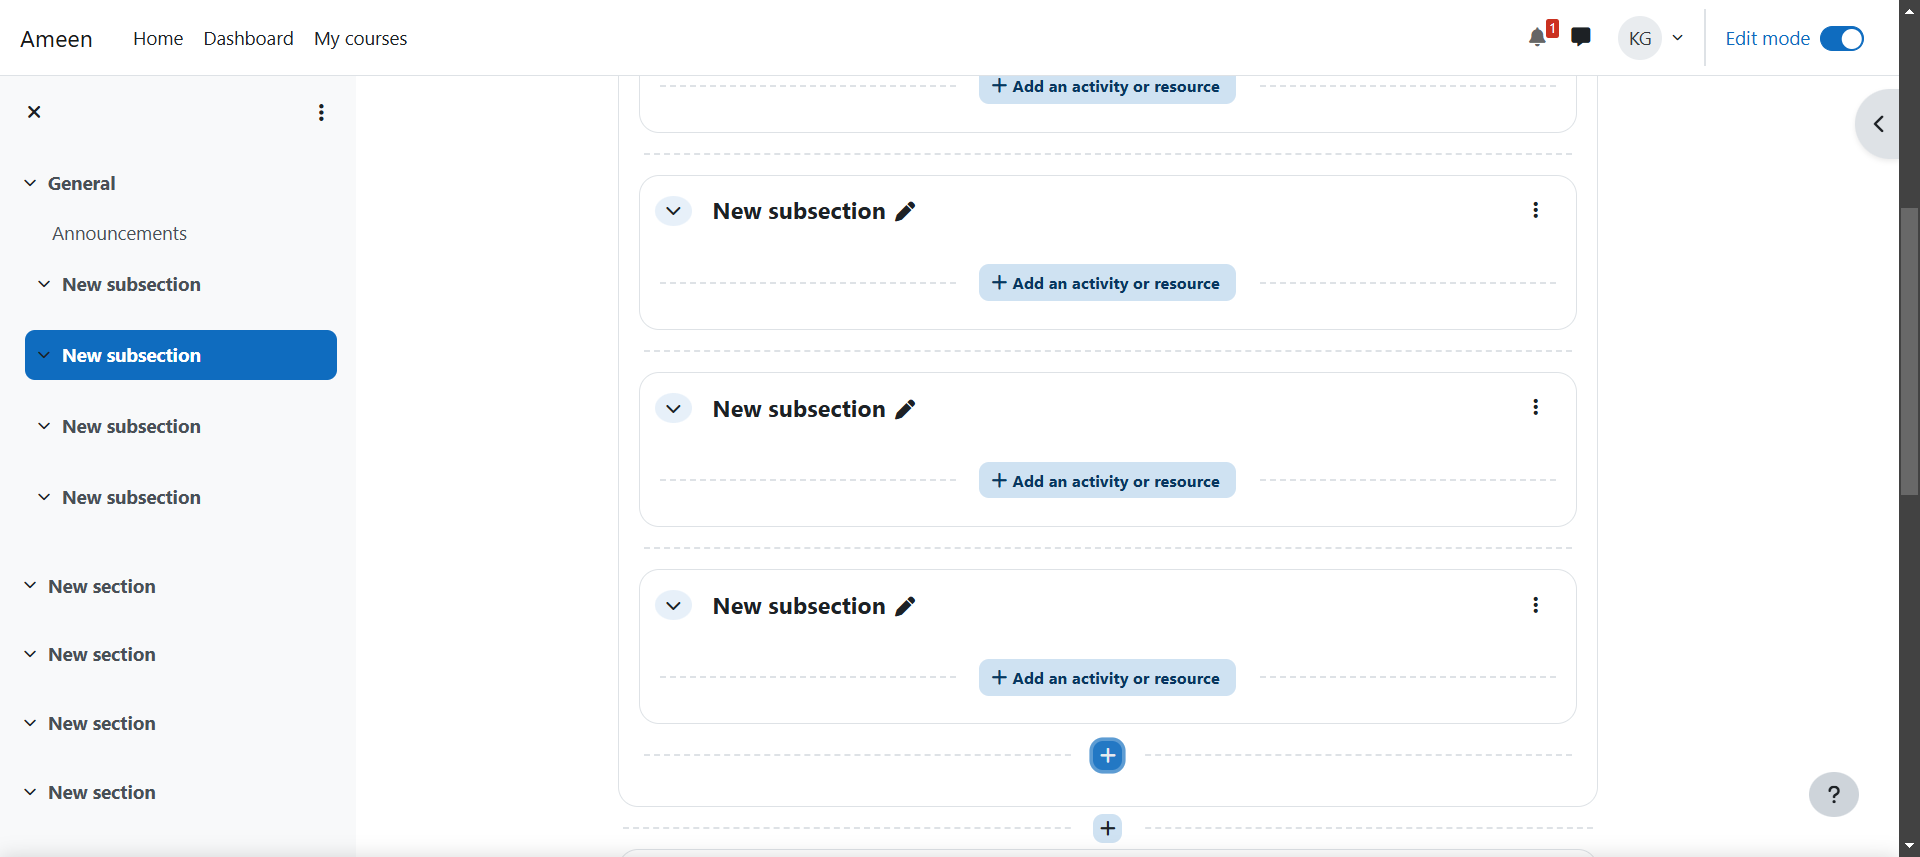 Ameen
Home
Dashboard
My courses
1
KG
Edit mode
General
Announcements
New subsection
New subsection
New subsection
New subsection
New section
New section
New section
New section
Add an activity or resource
New subsection
Add an activity or resource
New subsection
Add an activity or resource
New subsection
Add an activity or resource
?